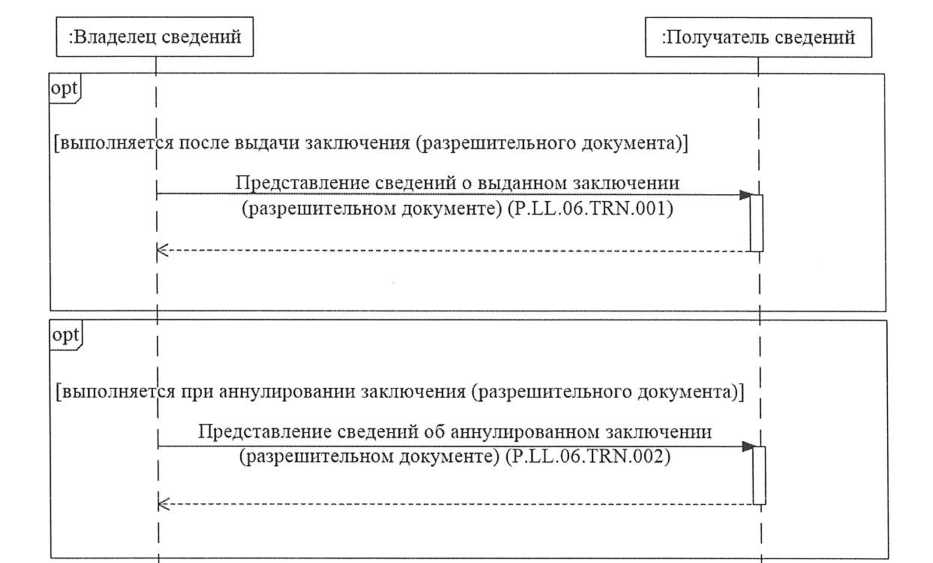 :Владелец сведений
:Получатель сведений
opt
[выполняется после выдачи заключения (разрешительного документа)]
Представление сведений о выданном заключении
(разрешительном документе) (P.LL.06.TRN.001)
opt
[выполняется при аннулировании заключения (разрешительного документа)]
Представление сведений об аннулированном заключении
(разрешительном документе) (P.LL.06.TRN.002)